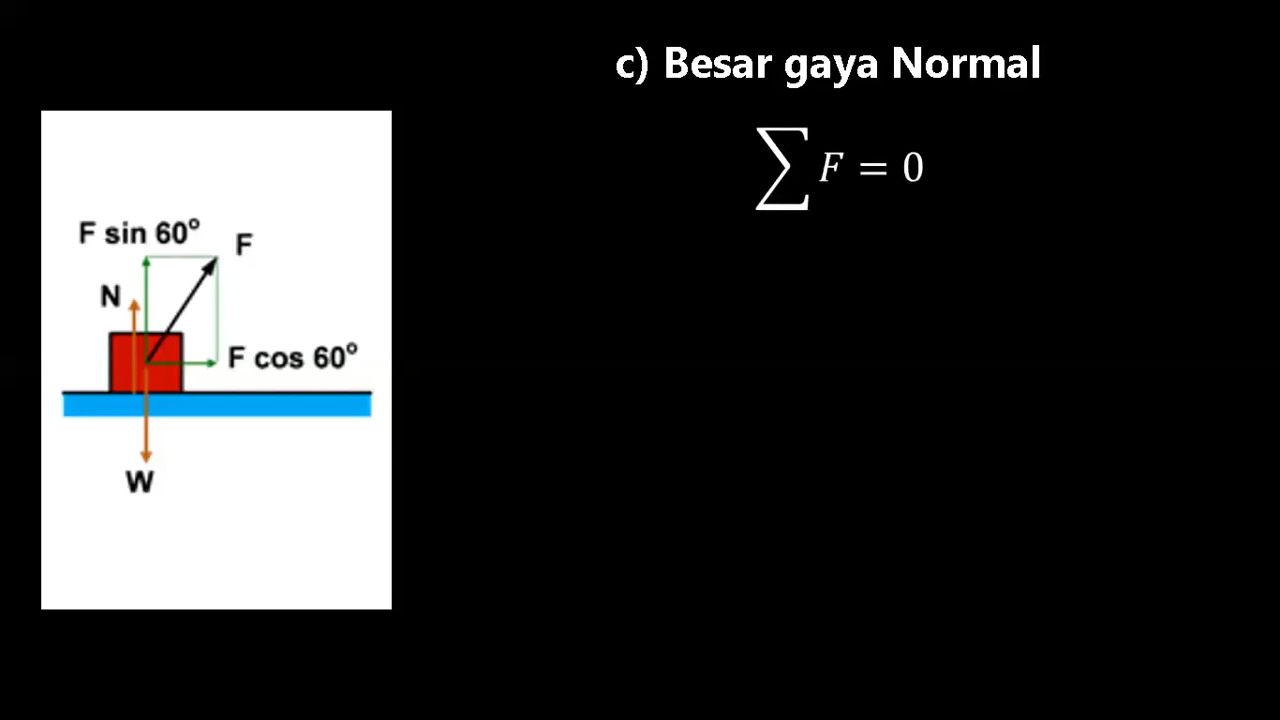 c) Besar gaya Normal
∑ F = 0
F sin 60°
F
N
F cos 60°
W